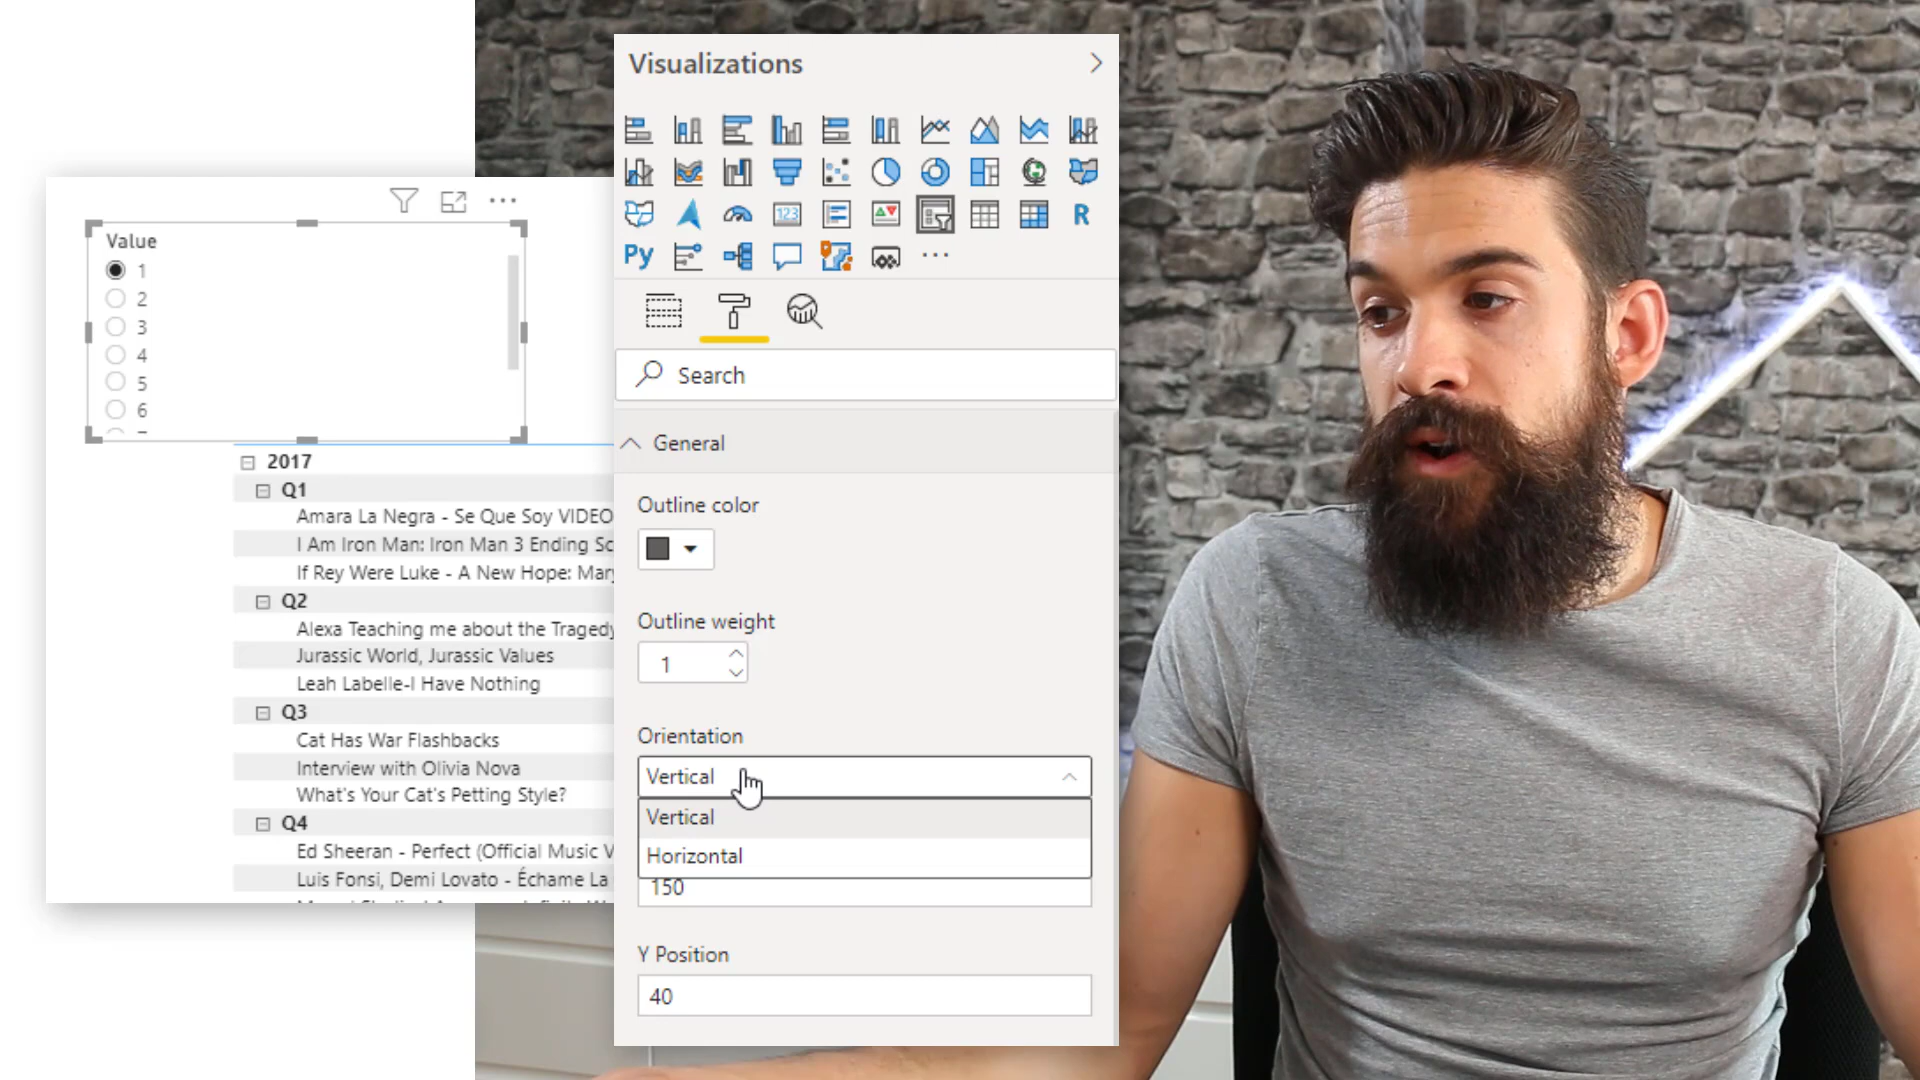 Value
1
2
3
4
5
6
2017
Q1
Amara La Negra - Se Que Soy VIDEO
I Am Iron Man: Iron Man 3 Ending Sc
If Rey Were Luke - A New Hope: Mary
Q2
Alexa Teaching me about the Tragedy
Jurassic World, Jurassic Values
Leah Labelle-I Have Nothing
Q3
Cat Has War Flashbacks
Interview with Olivia Nova
What's Your Cat's Petting Style?
Q4
Ed Sheeran - Perfect (Official Music V
Luis Fonsi, Demi Lovato - Échame La
Visualizations
123
R
Py
Search
General
Outline color
Outline weight
1
Orientation
Vertical
Vertical
Horizontal
150
Y Position
40